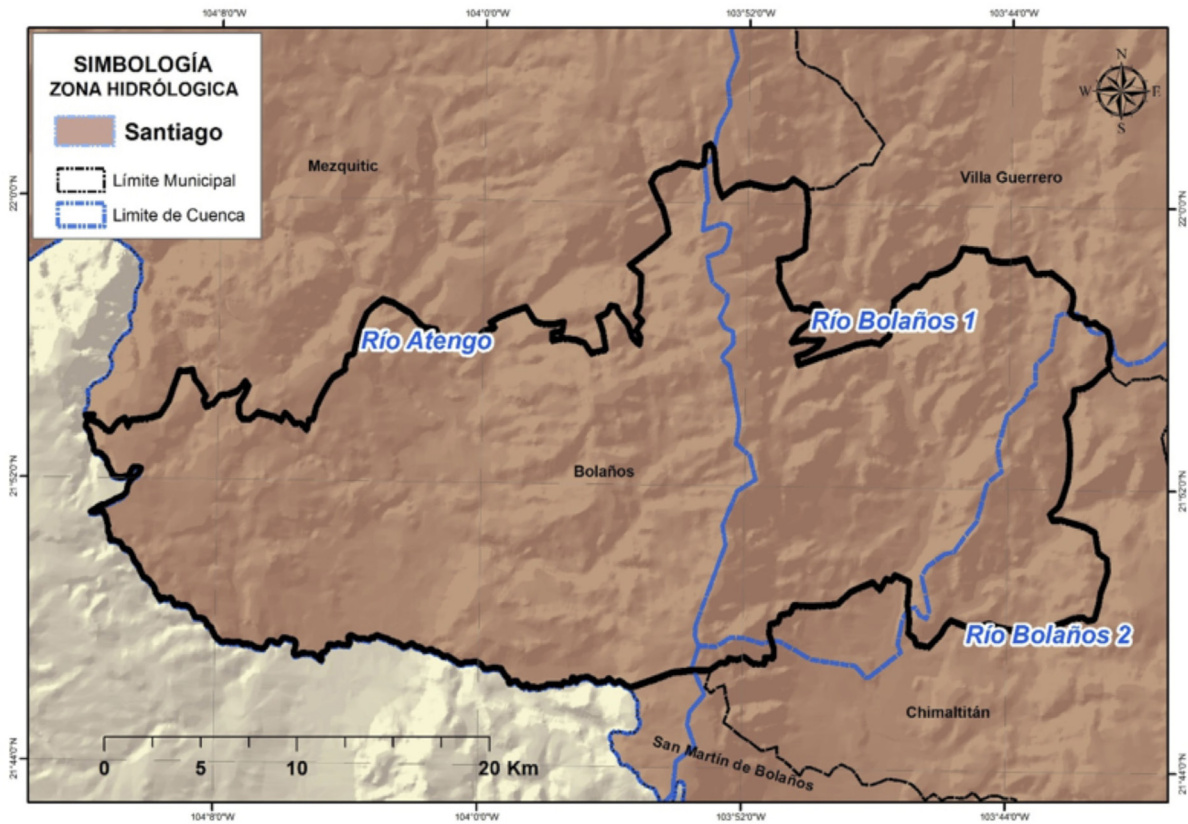 104°8'0"W 104°0'0"W 103°52'0"W 103°44'0"W
SIMBOLOGÍA
ZONA HIDRÓLOGICA
Santiago
Límite Municipal
Limite de Cuenca
N
W E
S
Mezquitic
Villa Guerrero
22°0'0"N 22°0'0"N
Río Atengo
Río Bolaños 1
Bolaños
21°52'0"N 21°52'0"N
Río Bolaños 2
Chimaltitán
San Martín de Bolaños
0 5 10 20 Km
21°44'0"N 21°44'0"N
104°8'0"W 104°0'0"W 103°52'0"W 103°44'0"W